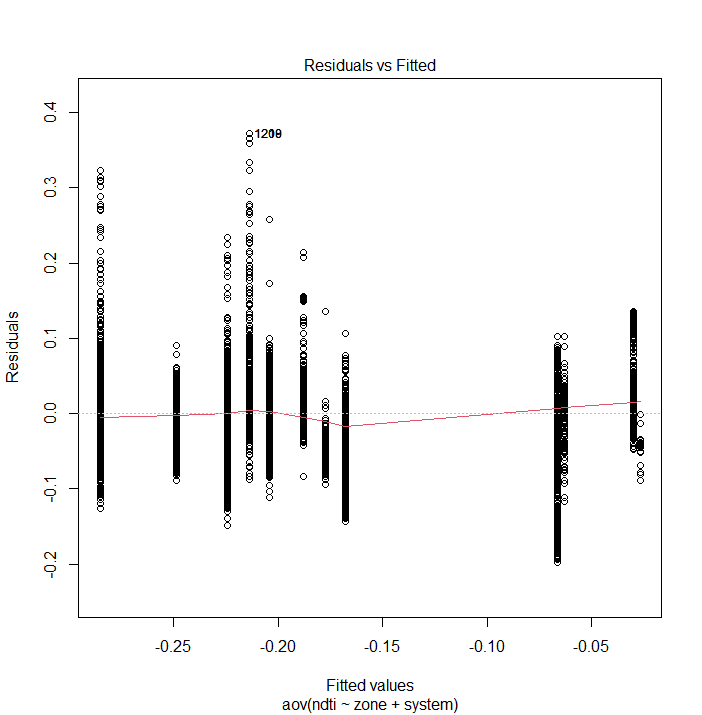 Residuals vs Fitted
0.4
0.3
0.2
0.1
0.0
-0.1
-0.2
Residuals
-0.25 -0.20 -0.15 -0.10 -0.05
Fitted values
aov(ndti ~ zone + system)